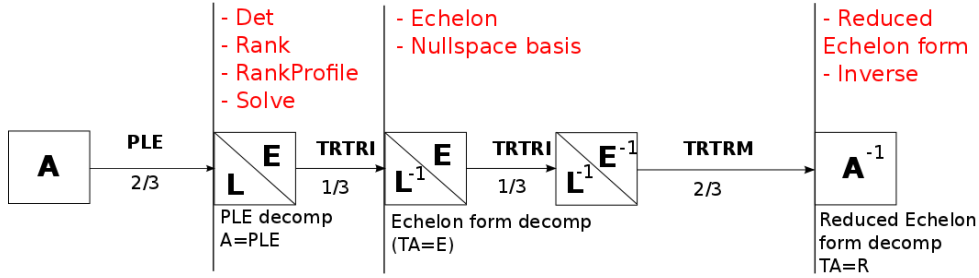 - Det
- Rank
- RankProfile
- Solve
- Echelon
- Nullspace basis
- Reduced
Echelon form
- Inverse
A
PLE
2/3
L
E
TRTRI
1/3
L-1
E
TRTRI
1/3
L-1
E-1
TRTRM
2/3
A-1
PLE decomp
A=PLE
Echelon form decomp
(TA=E)
Reduced Echelon
form decomp
TA=R